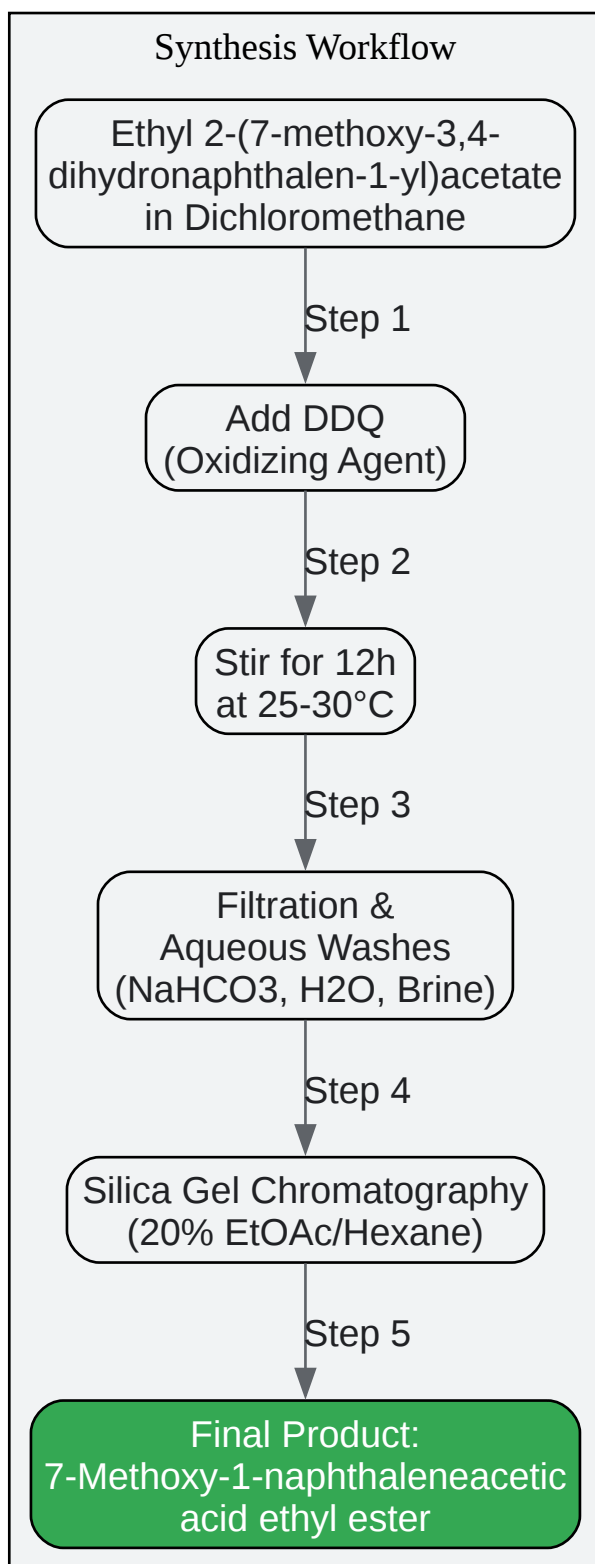 Synthesis Workflow
Ethyl 2-(7-methoxy-3,4-
dihydronaphthalen-1-yl)acetate
in Dichloromethane
Step 1
Add DDQ
(Oxidizing Agent)
Step 2
Stir for 12h
at 25-30°C
Step 3
Filtration &
Aqueous Washes
(NaHCO3, H2O, Brine)
Step 4
Silica Gel Chromatography
(20% EtOAc/Hexane)
Step 5
Final Product:
7-Methoxy-1-naphthaleneacetic
acid ethyl ester